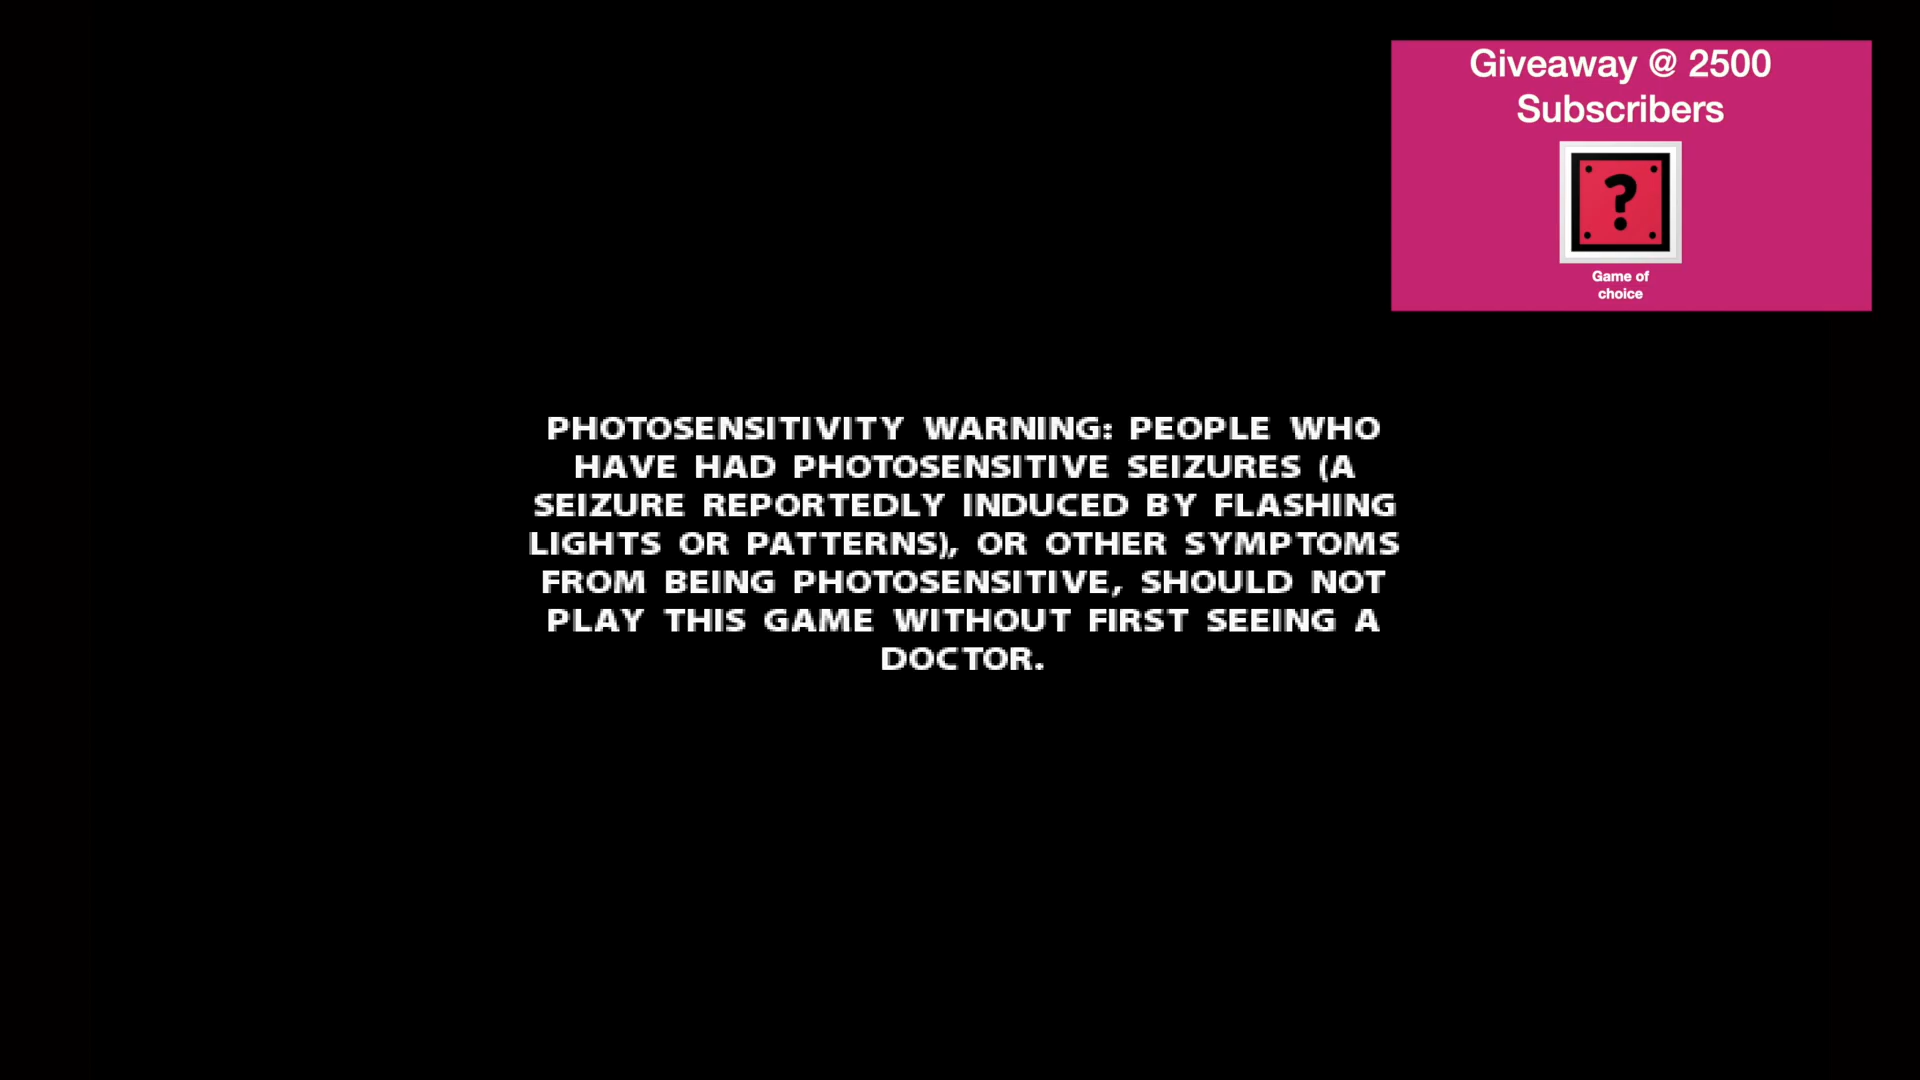 Giveaway @ 2500
Subscribers
?
Game of
choice
PHOTOSENSITIVITY WARNING: PEOPLE WHO
HAVE HAD PHOTOSENSITIVE SEIZURES (A
SEIZURE REPORTEDLY INDUCED BY FLASHING
LIGHTS OR PATTERNS), OR OTHER SYMPTOMS
FROM BEING PHOTOSENSITIVE, SHOULD NOT
PLAY THIS GAME WITHOUT FIRST SEEING A
DOCTOR.